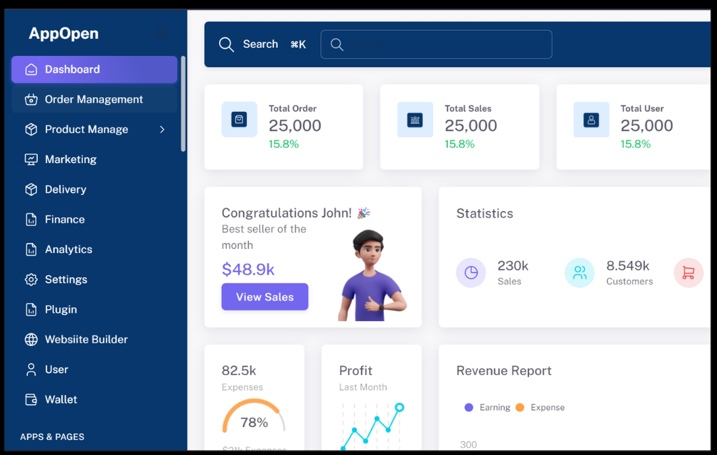 AppOpen
Dashboard
Order Management
Product Manage
Marketing
Delivery
Finance
Analytics
Settings
Plugin
Websiite Builder
User
Wallet
APPS & PAGES
Search ⌘K
Total Order
25,000
15.8%
Total Sales
25,000
15.8%
Total User
25,000
15.8%
Congratulations John! 🎉
Best seller of the
month
$48.9k
View Sales
Statistics
230k
Sales
8.549k
Customers
82.5k
Expenses
78%
Profit
Last Month
Revenue Report
Earning
Expense
300